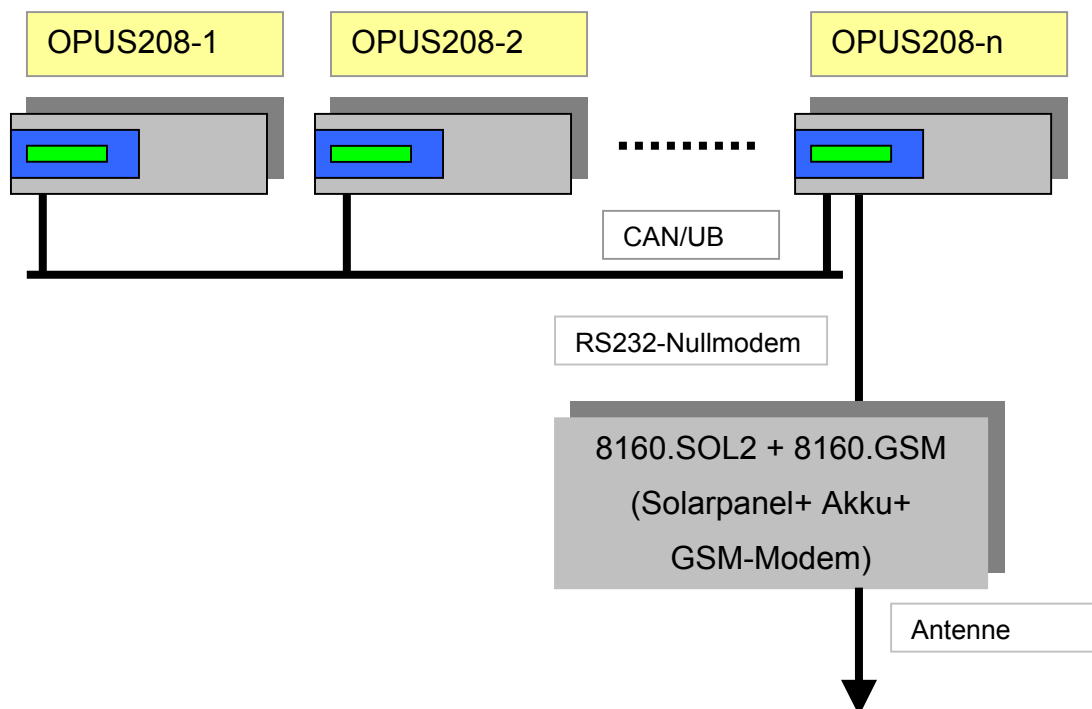 OPUS208-1
OPUS208-2
OPUS208-n
CAN/UB
RS232-Nullmodem
8160.SOL2 + 8160.GSM
(Solarpanel+ Akku+
GSM-Modem)
Antenne